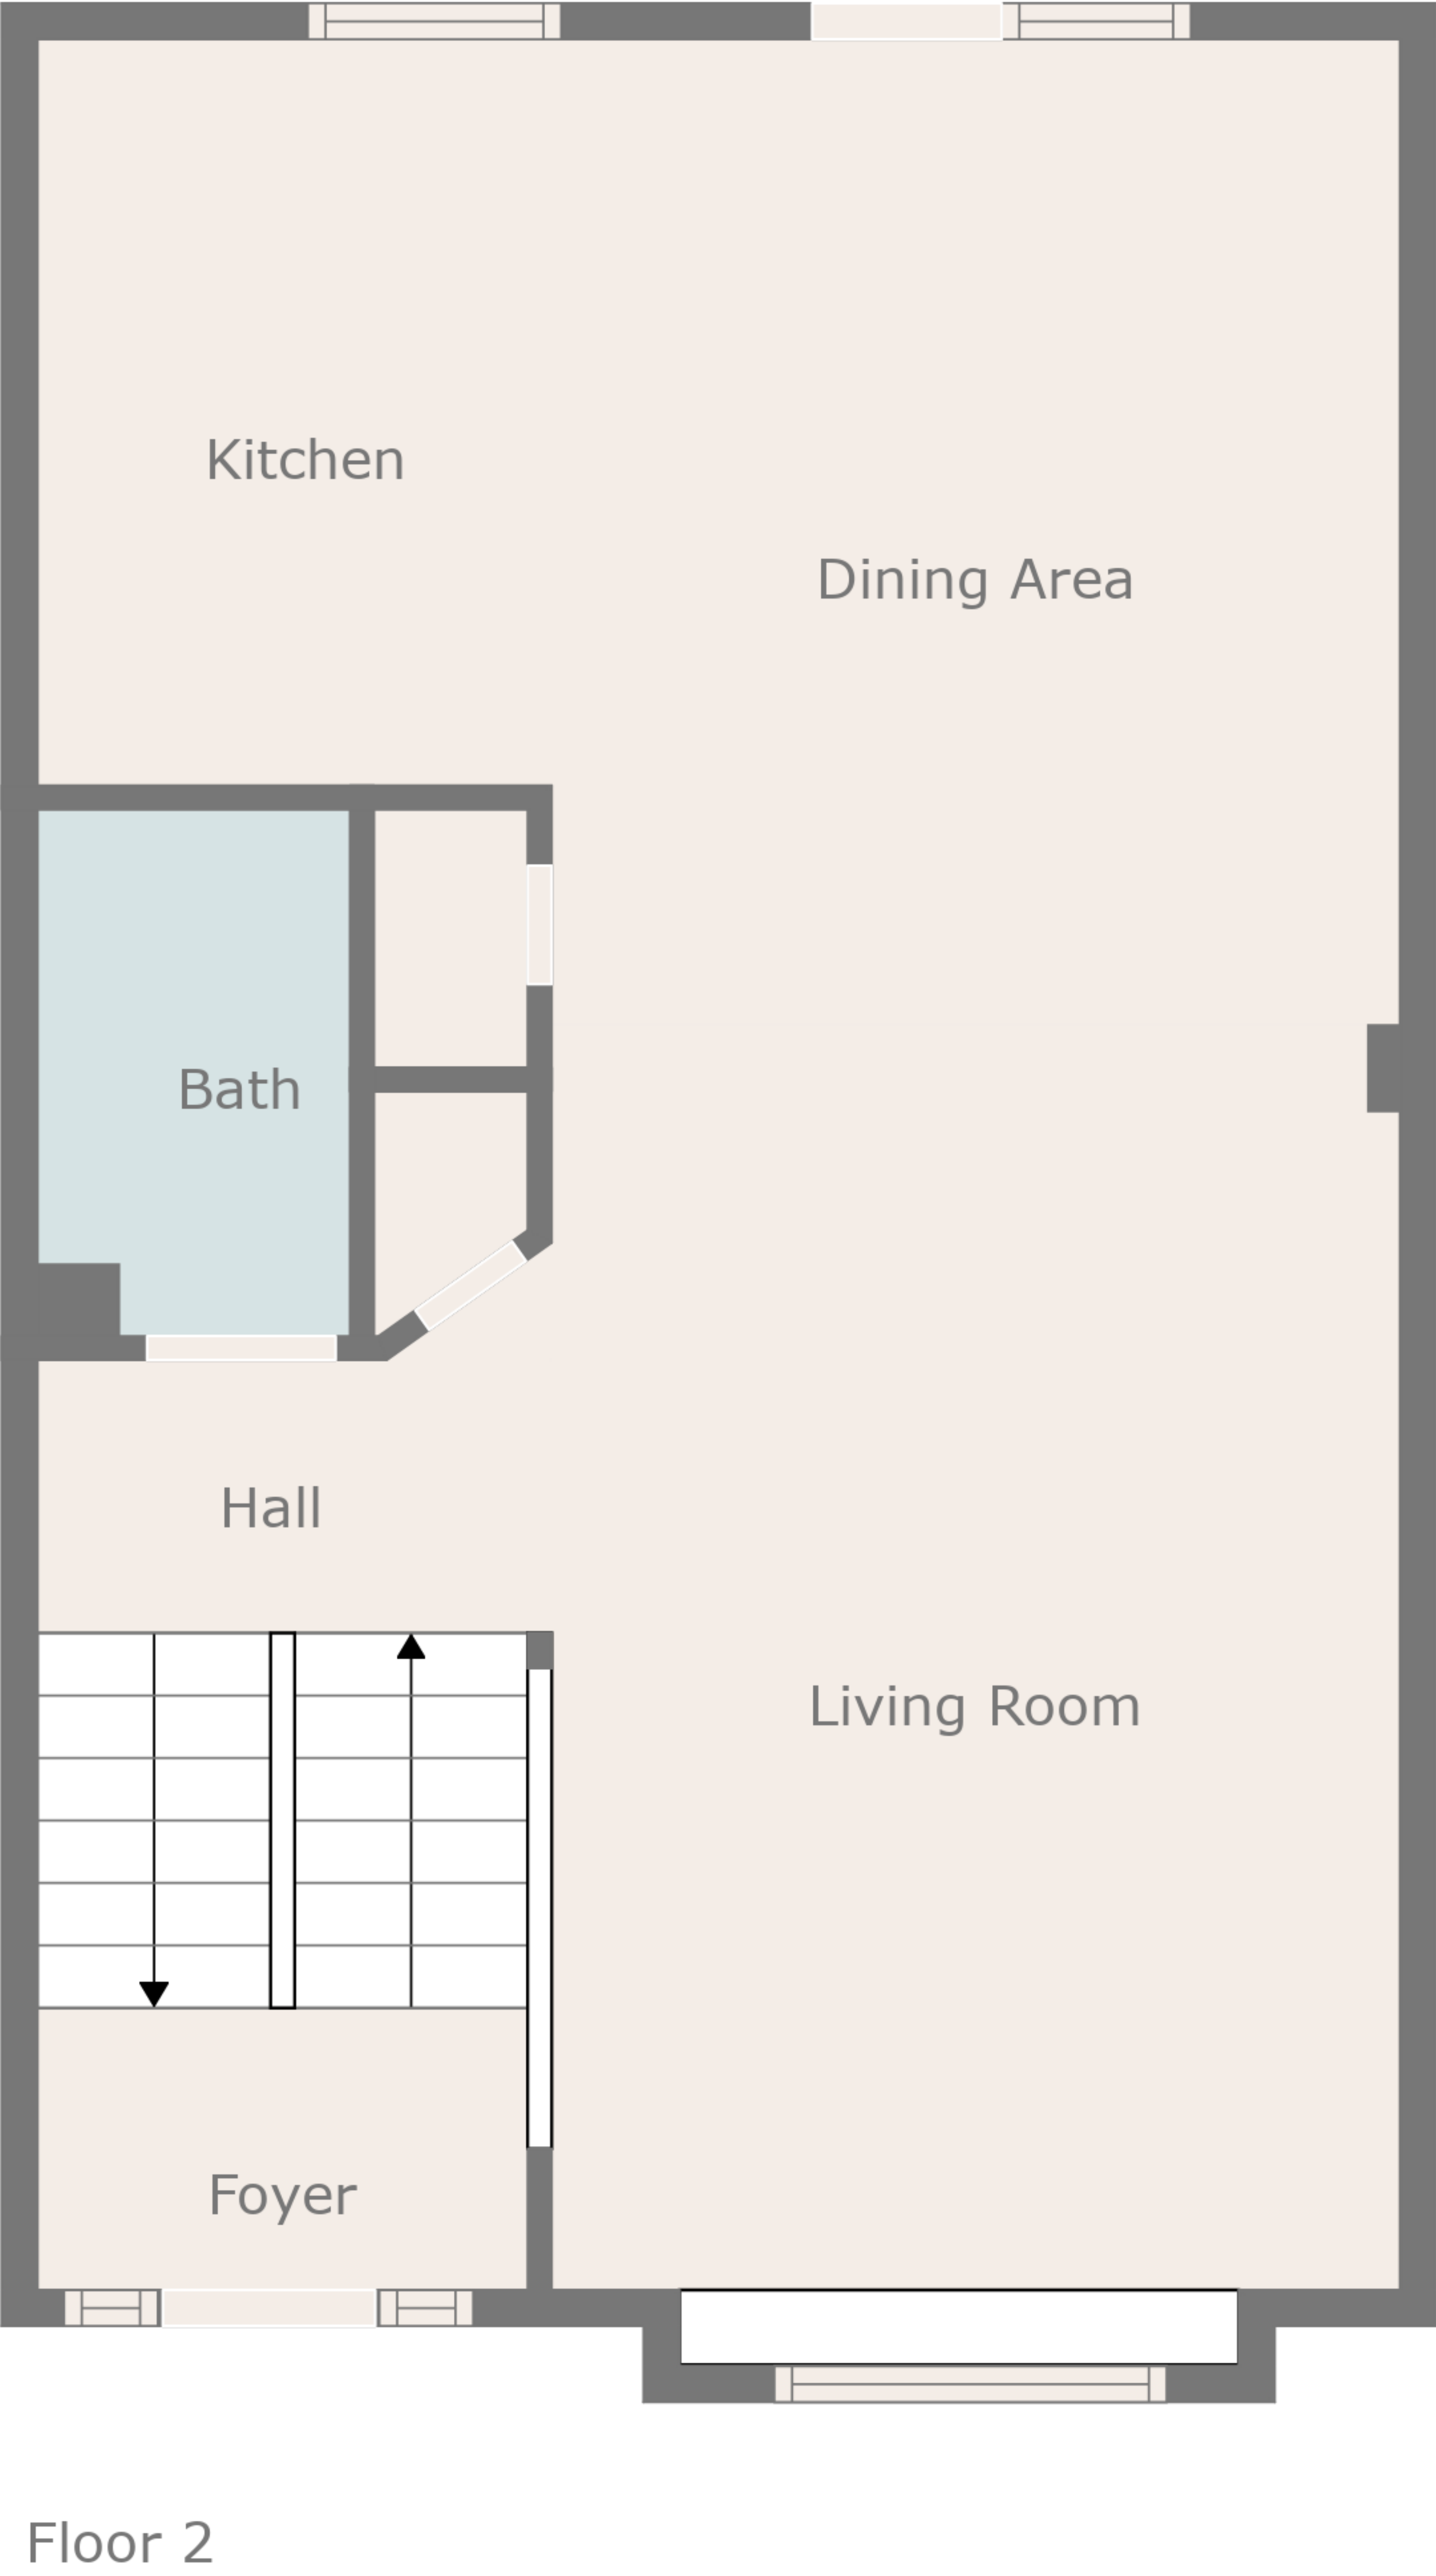 Kitchen
Dining Area
Bath
Hall
Living Room
Foyer
Floor 2